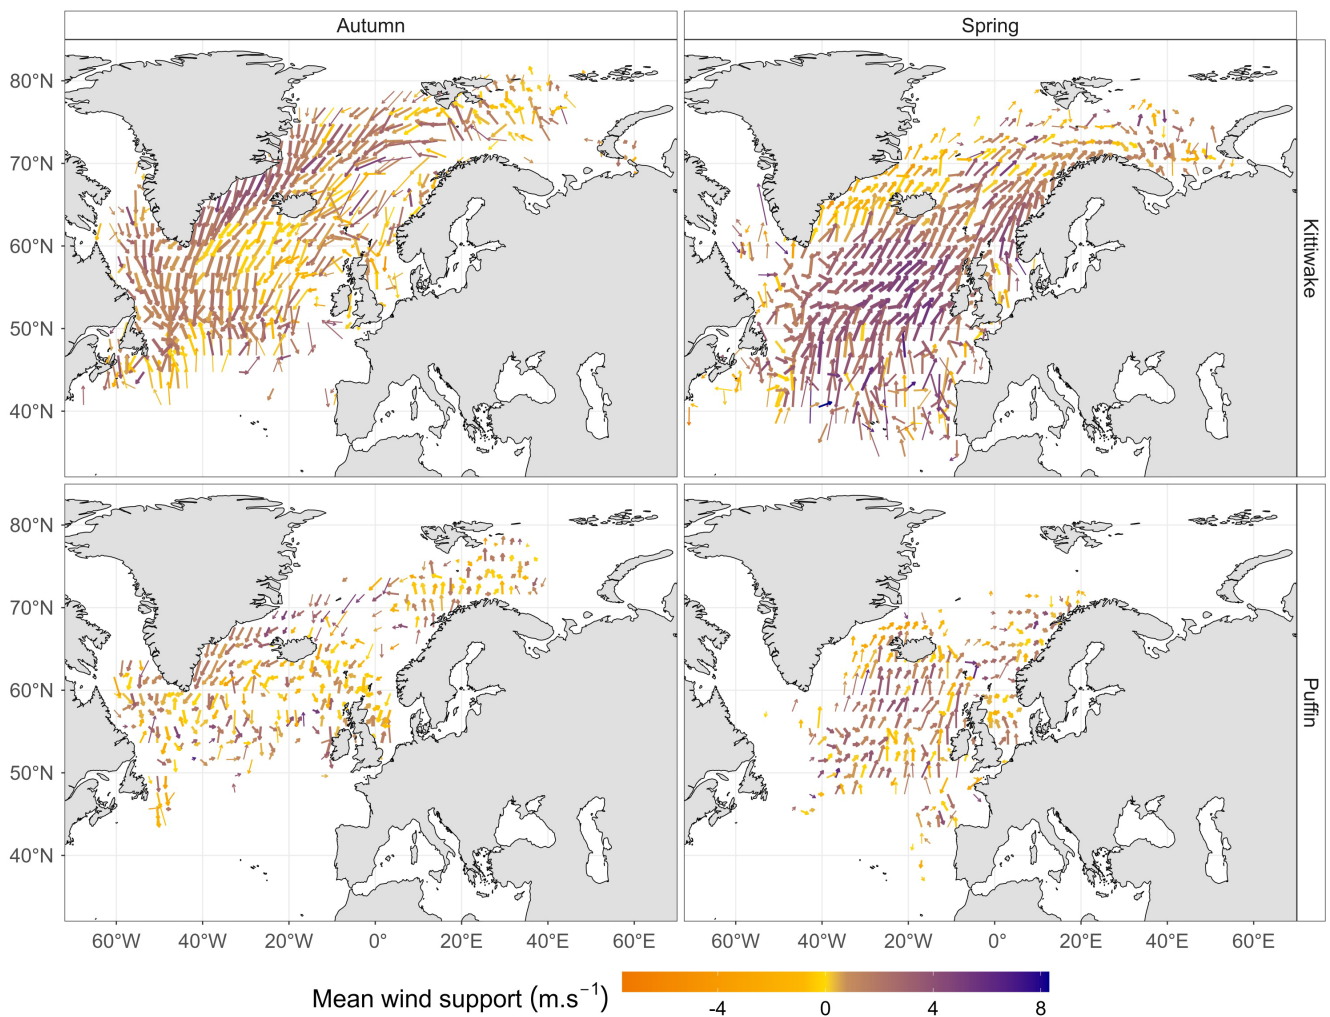 Autumn Spring
80°N
70°N
60°N
50°N
40°N
Kittiwake
80°N
70°N
60°N
50°N
40°N
Puffin
60°W 40°W 20°W 0° 20°E 40°E 60°E 60°W 40°W 20°W 0° 20°E 40°E 60°E
Mean wind support (m.s⁻¹)
-4 0 4 8